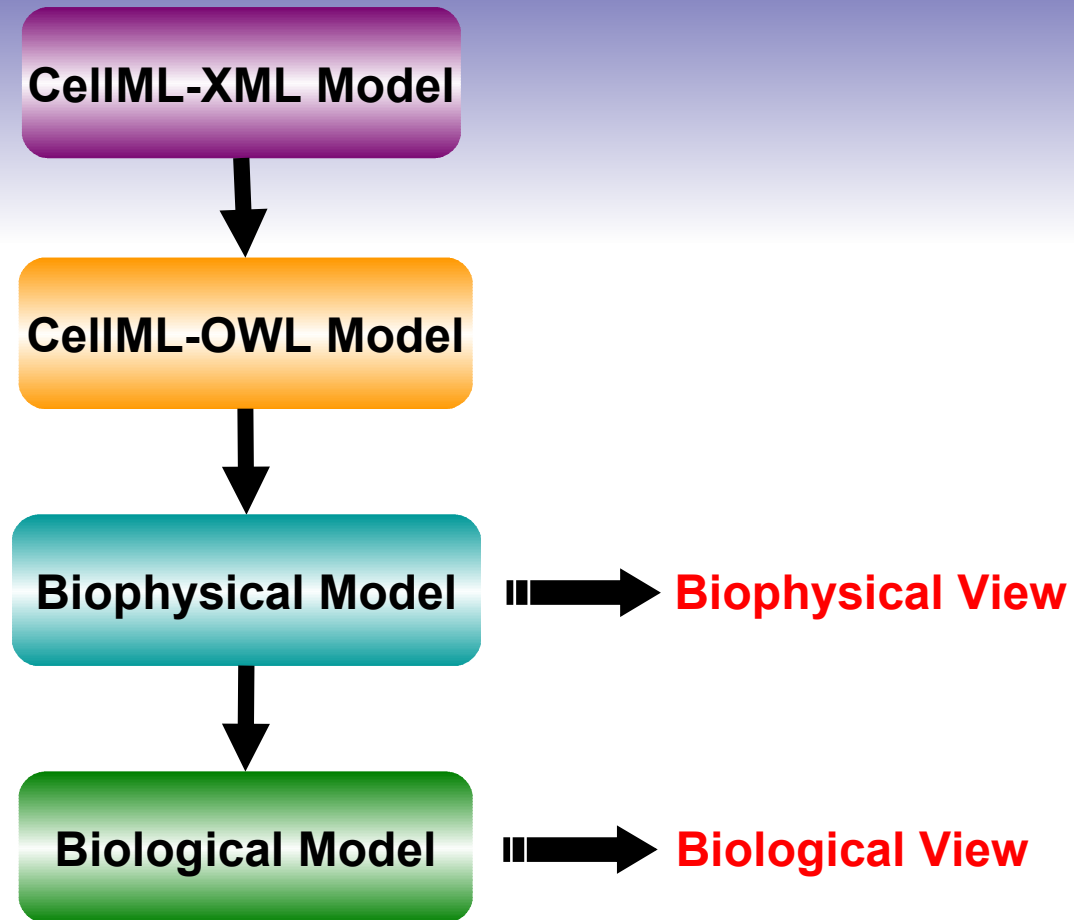 CellML-XML Model
CellML-OWL Model
Biophysical Model
Biophysical View
Biological Model
Biological View